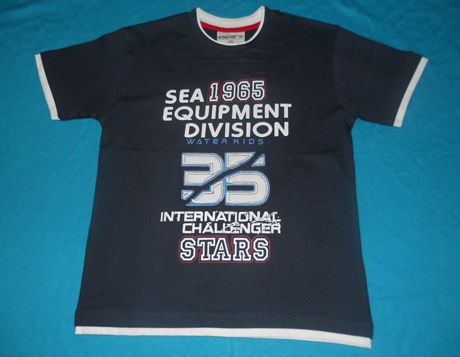 SEA 1965
EQUIPMENT
DIVISION
WATER KIDS
35
INTERNATIONAL
CHALLENGER
STARS